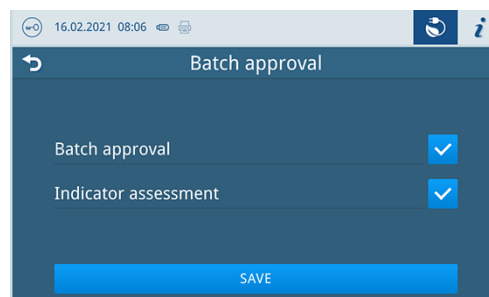 16.02.2021 08:06
i
Batch approval
Batch approval
Indicator assessment
SAVE